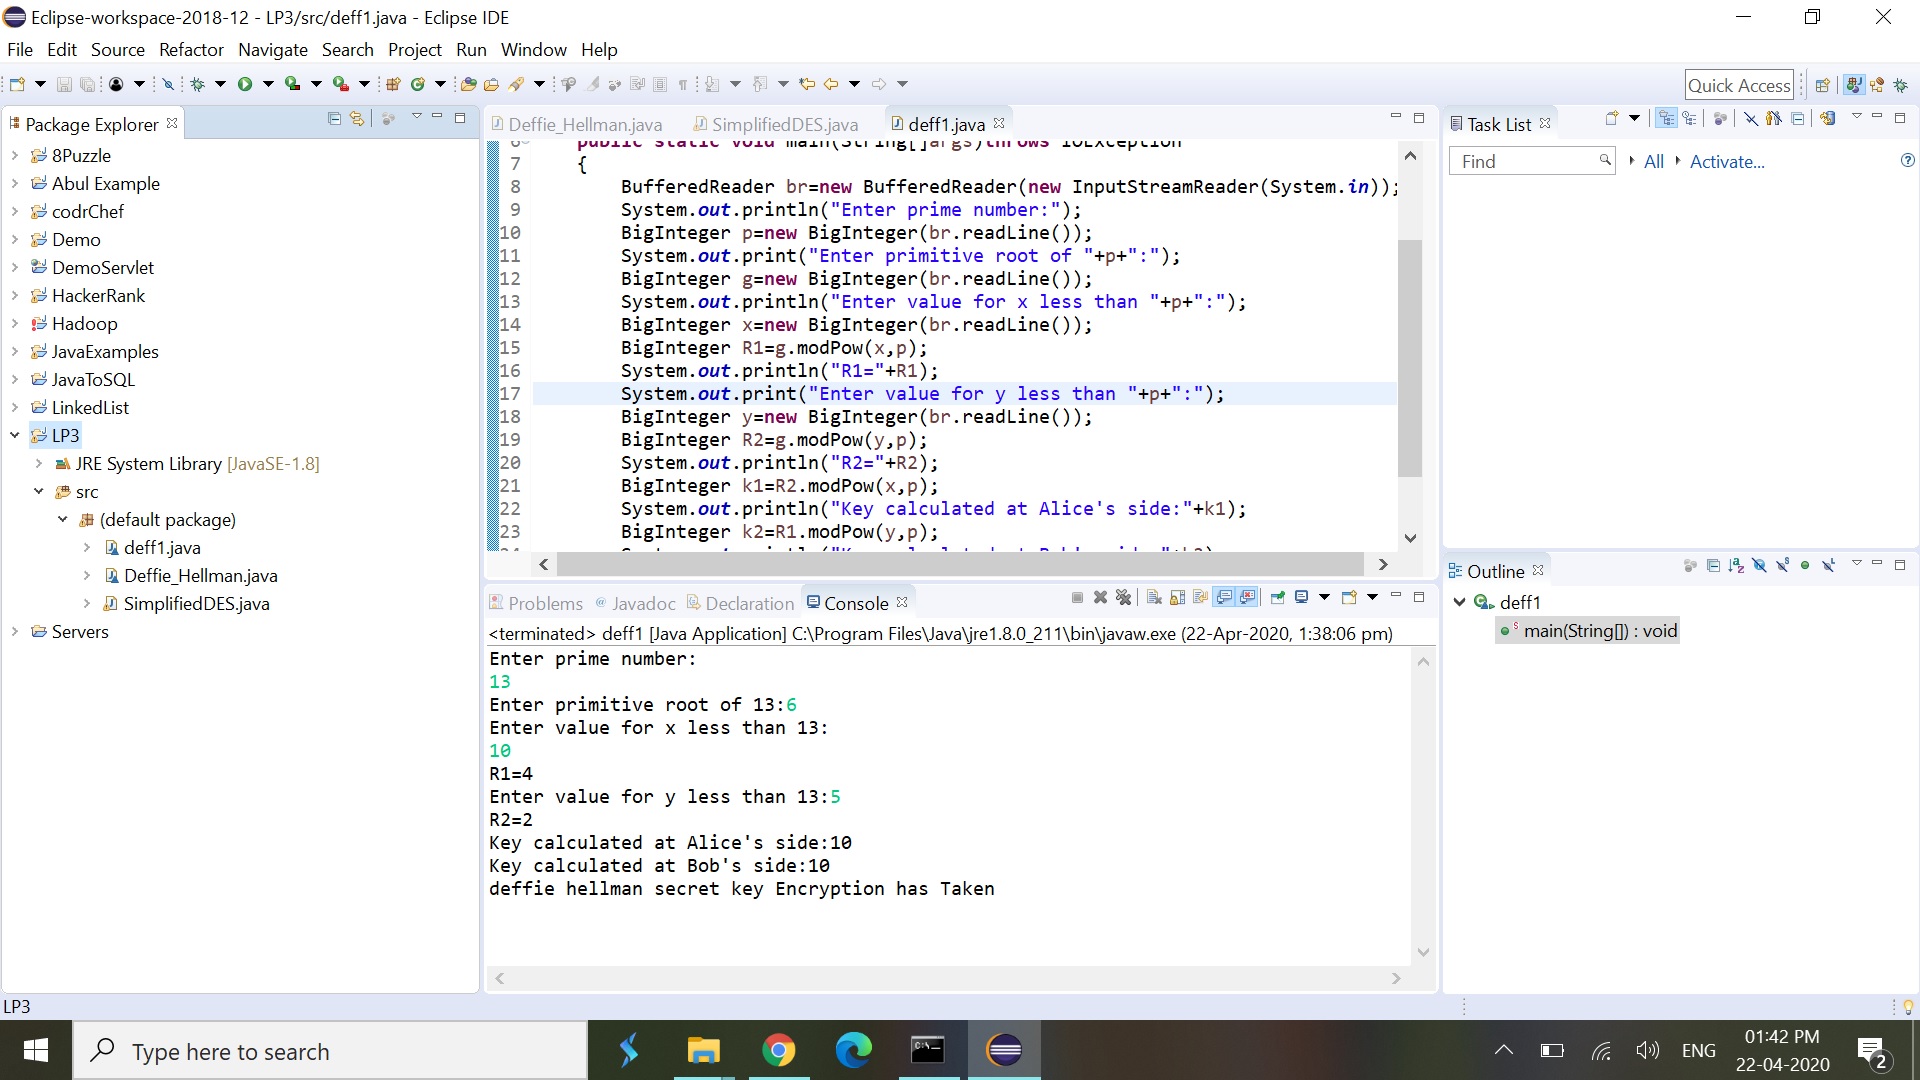 Eclipse-workspace-2018-12 - LP3/src/deff1.java - Eclipse IDE
File Edit Source Refactor Navigate Search Project Run Window Help
Quick Access
Package Explorer
8Puzzle
Abul Example
codrChef
Demo
DemoServlet
HackerRank
Hadoop
JavaExamples
JavaToSQL
LinkedList
LP3
JRE System Library [JavaSE-1.8]
src
(default package)
deff1.java
Deffie_Hellman.java
SimplifiedDES.java
Servers
Deffie_Hellman.java SimplifiedDES.java deff1.java
6 public static void main(String[]args)throws IOException
7 {
8 BufferedReader br=new BufferedReader(new InputStreamReader(System.in));
9 System.out.println("Enter prime number:");
10 BigInteger p=new BigInteger(br.readLine());
11 System.out.print("Enter primitive root of "+p+":");
12 BigInteger g=new BigInteger(br.readLine());
13 System.out.println("Enter value for x less than "+p+":");
14 BigInteger x=new BigInteger(br.readLine());
15 BigInteger R1=g.modPow(x,p);
16 System.out.println("R1="+R1);
17 System.out.print("Enter value for y less than "+p+":");
18 BigInteger y=new BigInteger(br.readLine());
19 BigInteger R2=g.modPow(y,p);
20 System.out.println("R2="+R2);
21 BigInteger k1=R2.modPow(x,p);
22 System.out.println("Key calculated at Alice's side:"+k1);
23 BigInteger k2=R1.modPow(y,p);
Problems Javadoc Declaration Console
<terminated> deff1 [Java Application] C:\Program Files\Java\jre1.8.0_211\bin\javaw.exe (22-Apr-2020, 1:38:06 pm)
Enter prime number:
13
Enter primitive root of 13:6
Enter value for x less than 13:
10
R1=4
Enter value for y less than 13:5
R2=2
Key calculated at Alice's side:10
Key calculated at Bob's side:10
deffie hellman secret key Encryption has Taken
Task List
Find All Activate...
Outline
deff1
main(String[]) : void
LP3
Type here to search
ENG
01:42 PM
22-04-2020
2